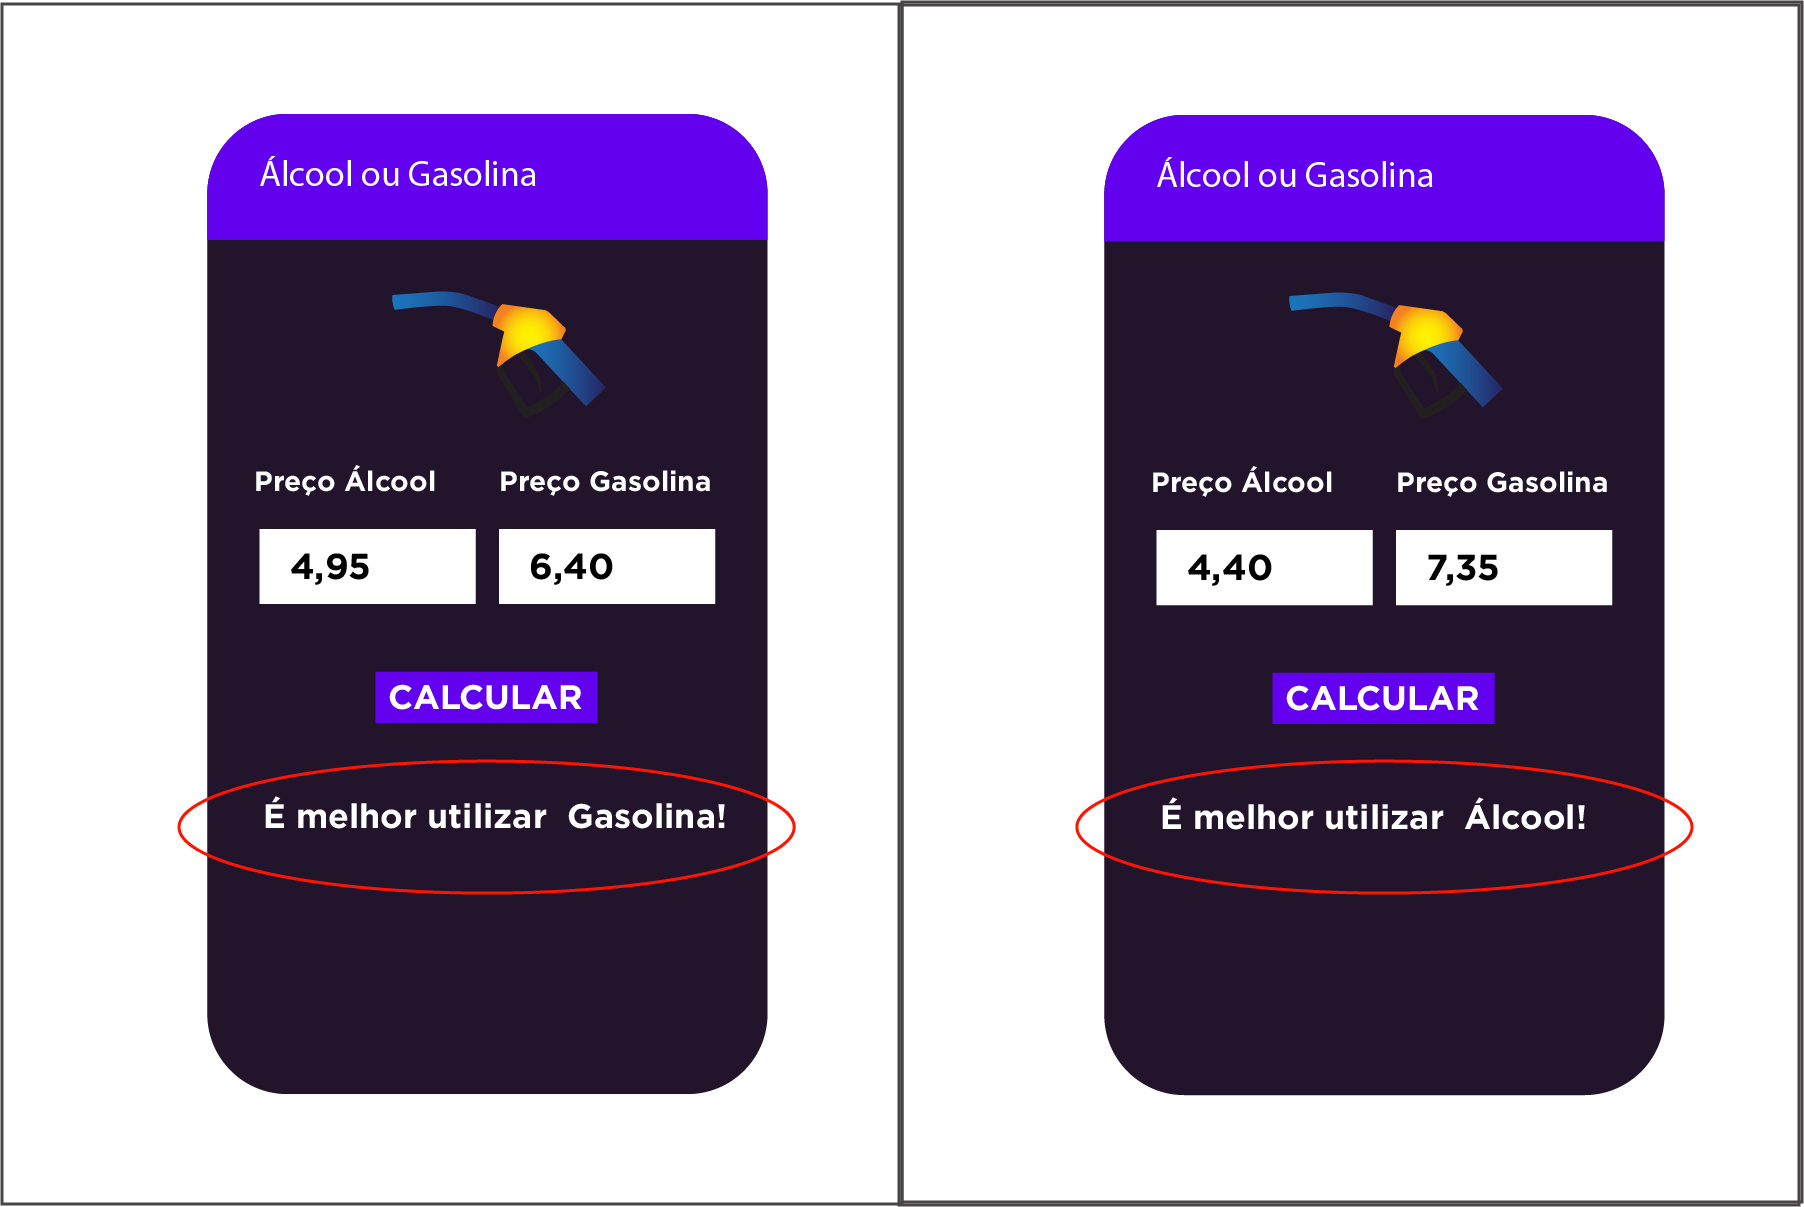 Álcool ou Gasolina
Preço Álcool Preço Gasolina
4,95 6,40
CALCULAR
É melhor utilizar Gasolina!
Álcool ou Gasolina
Preço Álcool Preço Gasolina
4,40 7,35
CALCULAR
É melhor utilizar Álcool!